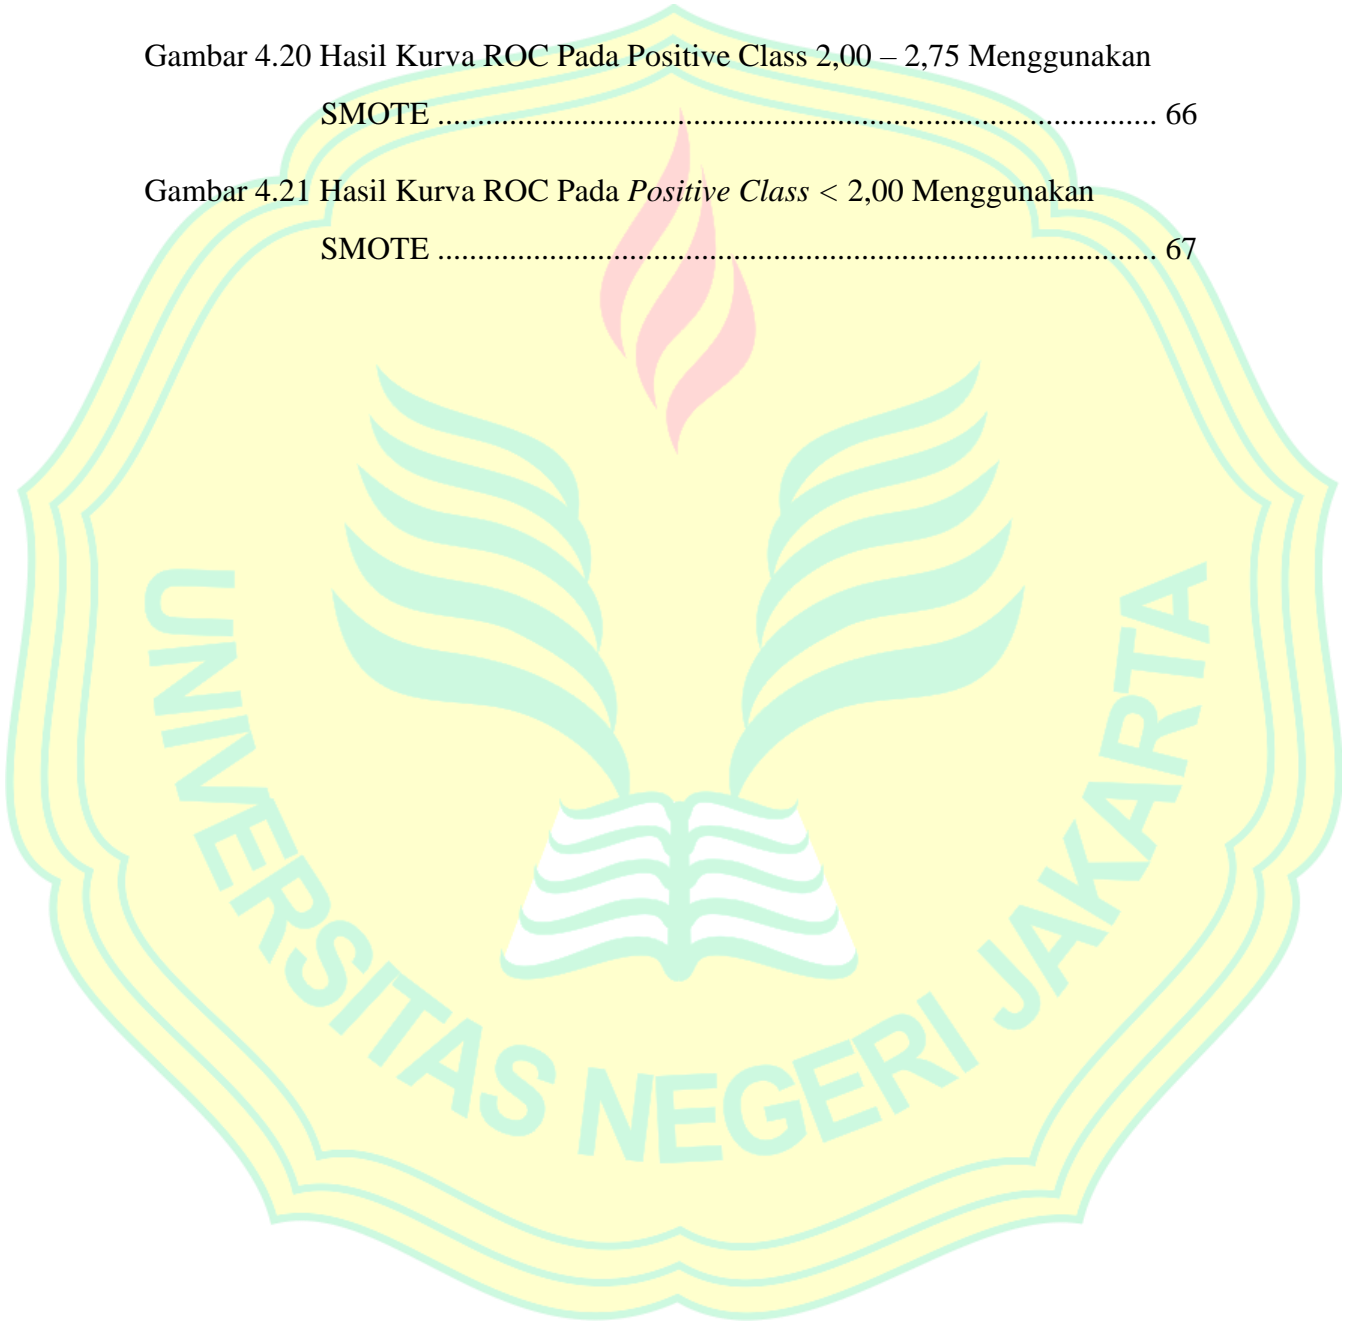 Gambar 4.20 Hasil Kurva ROC Pada Positive Class 2,00 – 2,75 Menggunakan
SMOTE ........................................................................................ 66
Gambar 4.21 Hasil Kurva ROC Pada Positive Class < 2,00 Menggunakan
SMOTE ........................................................................................ 67
UNIVERSITAS NEGERI JAKARTA